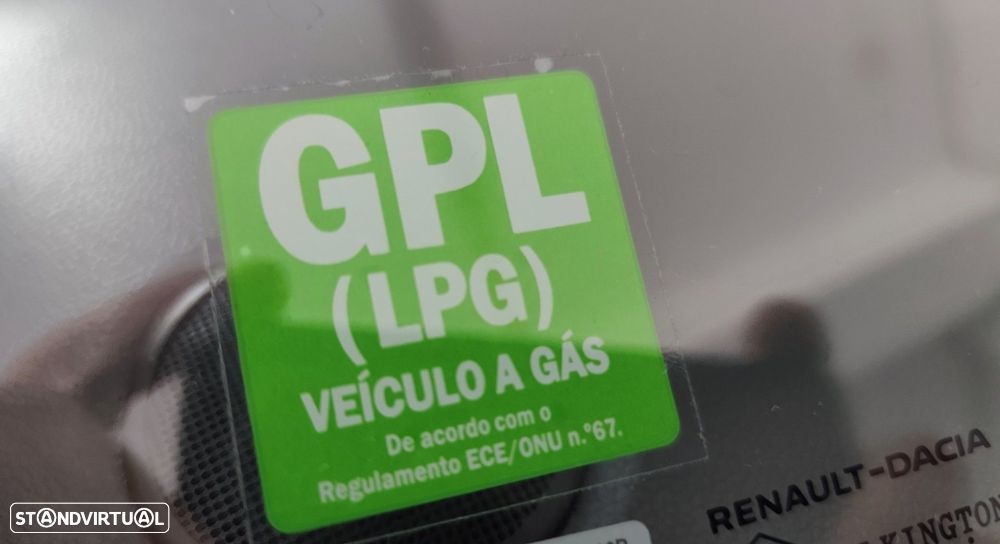 GPL
(LPG)
VEÍCULO A GÁS
De acordo com o
Regulamento ECE/ONU n.º67.
RENAULT-DACIA
STANDVIRTUAL